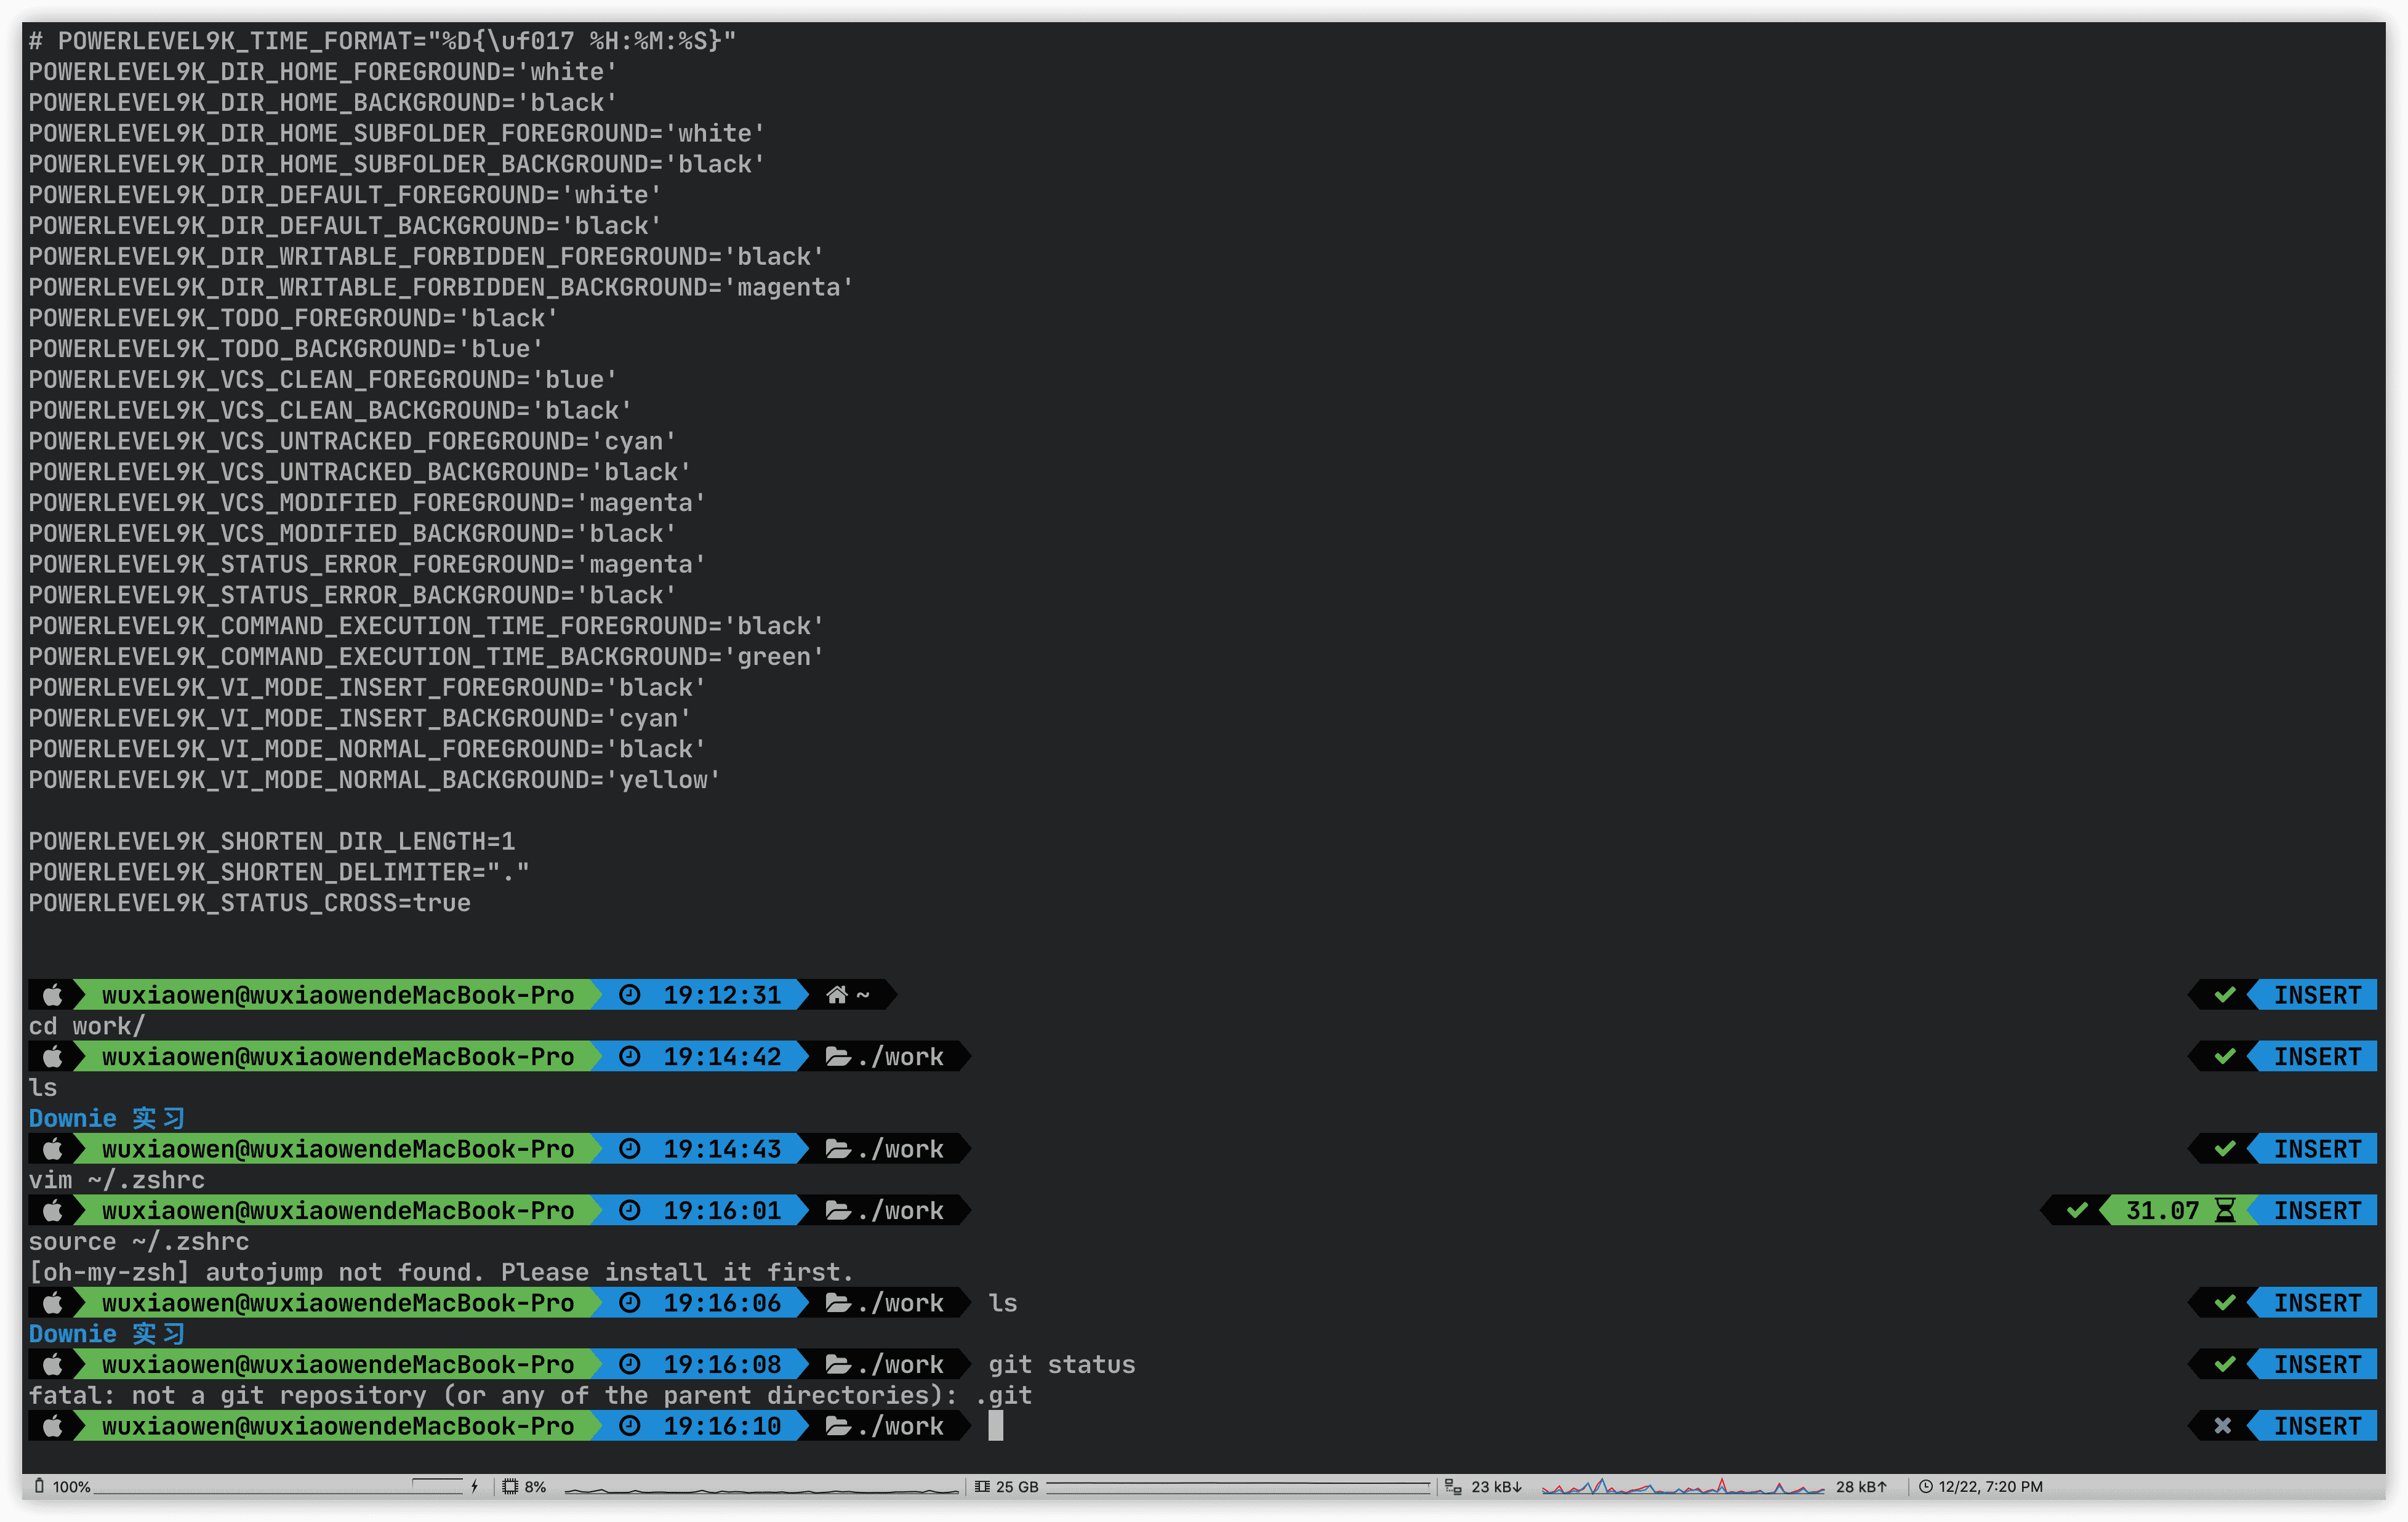 # POWERLEVEL9K_TIME_FORMAT="%D{\uf017 %H:%M:%S}"
POWERLEVEL9K_DIR_HOME_FOREGROUND='white'
POWERLEVEL9K_DIR_HOME_BACKGROUND='black'
POWERLEVEL9K_DIR_HOME_SUBFOLDER_FOREGROUND='white'
POWERLEVEL9K_DIR_HOME_SUBFOLDER_BACKGROUND='black'
POWERLEVEL9K_DIR_DEFAULT_FOREGROUND='white'
POWERLEVEL9K_DIR_DEFAULT_BACKGROUND='black'
POWERLEVEL9K_DIR_WRITABLE_FORBIDDEN_FOREGROUND='black'
POWERLEVEL9K_DIR_WRITABLE_FORBIDDEN_BACKGROUND='magenta'
POWERLEVEL9K_TODO_FOREGROUND='black'
POWERLEVEL9K_TODO_BACKGROUND='blue'
POWERLEVEL9K_VCS_CLEAN_FOREGROUND='blue'
POWERLEVEL9K_VCS_CLEAN_BACKGROUND='black'
POWERLEVEL9K_VCS_UNTRACKED_FOREGROUND='cyan'
POWERLEVEL9K_VCS_UNTRACKED_BACKGROUND='black'
POWERLEVEL9K_VCS_MODIFIED_FOREGROUND='magenta'
POWERLEVEL9K_VCS_MODIFIED_BACKGROUND='black'
POWERLEVEL9K_STATUS_ERROR_FOREGROUND='magenta'
POWERLEVEL9K_STATUS_ERROR_BACKGROUND='black'
POWERLEVEL9K_COMMAND_EXECUTION_TIME_FOREGROUND='black'
POWERLEVEL9K_COMMAND_EXECUTION_TIME_BACKGROUND='green'
POWERLEVEL9K_VI_MODE_INSERT_FOREGROUND='black'
POWERLEVEL9K_VI_MODE_INSERT_BACKGROUND='cyan'
POWERLEVEL9K_VI_MODE_NORMAL_FOREGROUND='black'
POWERLEVEL9K_VI_MODE_NORMAL_BACKGROUND='yellow'
POWERLEVEL9K_SHORTEN_DIR_LENGTH=1
POWERLEVEL9K_SHORTEN_DELIMITER="."
POWERLEVEL9K_STATUS_CROSS=true
wuxiaowen@wuxiaowendeMacBook-Pro 19:12:31 ~ INSERT
cd work/
wuxiaowen@wuxiaowendeMacBook-Pro 19:14:42 ./work INSERT
ls
Downie 实习
wuxiaowen@wuxiaowendeMacBook-Pro 19:14:43 ./work INSERT
vim ~/.zshrc
wuxiaowen@wuxiaowendeMacBook-Pro 19:16:01 ./work 31.07 INSERT
source ~/.zshrc
[oh-my-zsh] autojump not found. Please install it first.
wuxiaowen@wuxiaowendeMacBook-Pro 19:16:06 ./work ls INSERT
Downie 实习
wuxiaowen@wuxiaowendeMacBook-Pro 19:16:08 ./work git status INSERT
fatal: not a git repository (or any of the parent directories): .git
wuxiaowen@wuxiaowendeMacBook-Pro 19:16:10 ./work INSERT
100% 8% 25 GB 23 kB↓ 28 kB↑ 12/22, 7:20 PM